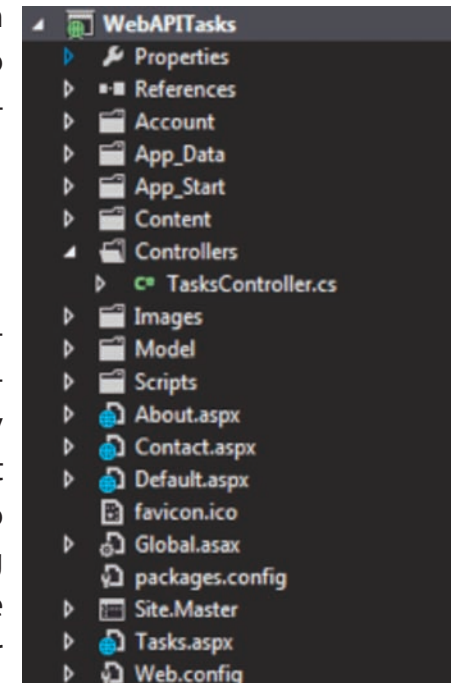 WebAPITasks
Properties
References
Account
App_Data
App_Start
Content
Controllers
C# TasksController.cs
Images
Model
Scripts
About.aspx
Contact.aspx
Default.aspx
favicon.ico
Global.asax
packages.config
Site.Master
Tasks.aspx
Web.config